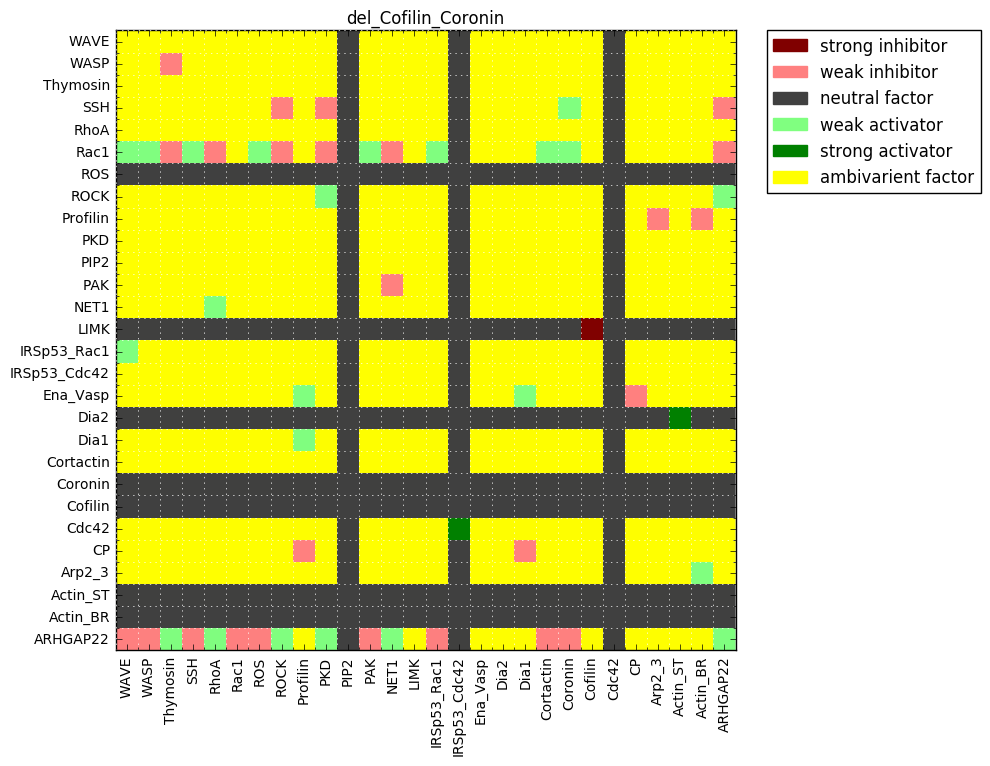 del_Cofilin_Coronin
WAVE
WASP
Thymosin
SSH
RhoA
Rac1
ROS
ROCK
Profilin
PKD
PIP2
PAK
NET1
LIMK
IRSp53_Rac1
IRSp53_Cdc42
Ena_Vasp
Dia2
Dia1
Cortactin
Coronin
Cofilin
Cdc42
CP
Arp2_3
Actin_ST
Actin_BR
ARHGAP22
WAVE
WASP
Thymosin
SSH
RhoA
Rac1
ROS
ROCK
Profilin
PKD
PIP2
PAK
NET1
LIMK
IRSp53_Rac1
IRSp53_Cdc42
Ena_Vasp
Dia2
Dia1
Cortactin
Coronin
Cofilin
Cdc42
CP
Arp2_3
Actin_ST
Actin_BR
ARHGAP22
strong inhibitor
weak inhibitor
neutral factor
weak activator
strong activator
ambivarient factor